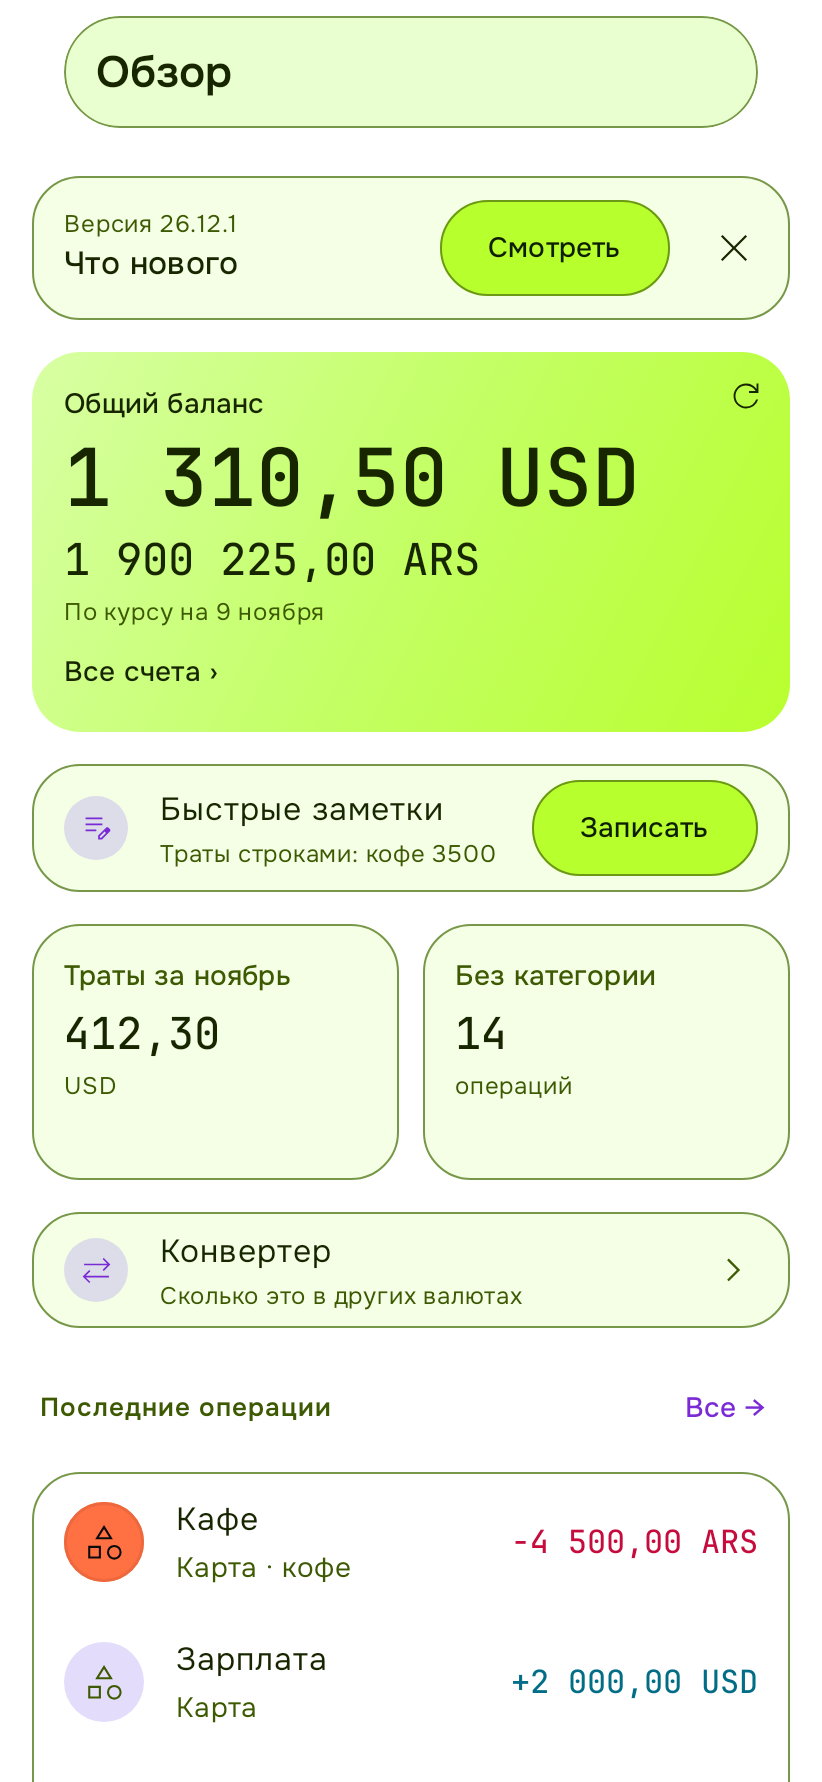 Обзор
Версия 26.12.1
Что нового
Смотреть
Общий баланс
1 310,50 USD
1 900 225,00 ARS
По курсу на 9 ноября
Все счета ›
Быстрые заметки
Траты строками: кофе 3500
Записать
Траты за ноябрь
412,30
USD
Без категории
14
операций
Конвертер
Сколько это в других валютах
Последние операции
Все →
Кафе
Карта · кофе
-4 500,00 ARS
Зарплата
Карта
+2 000,00 USD